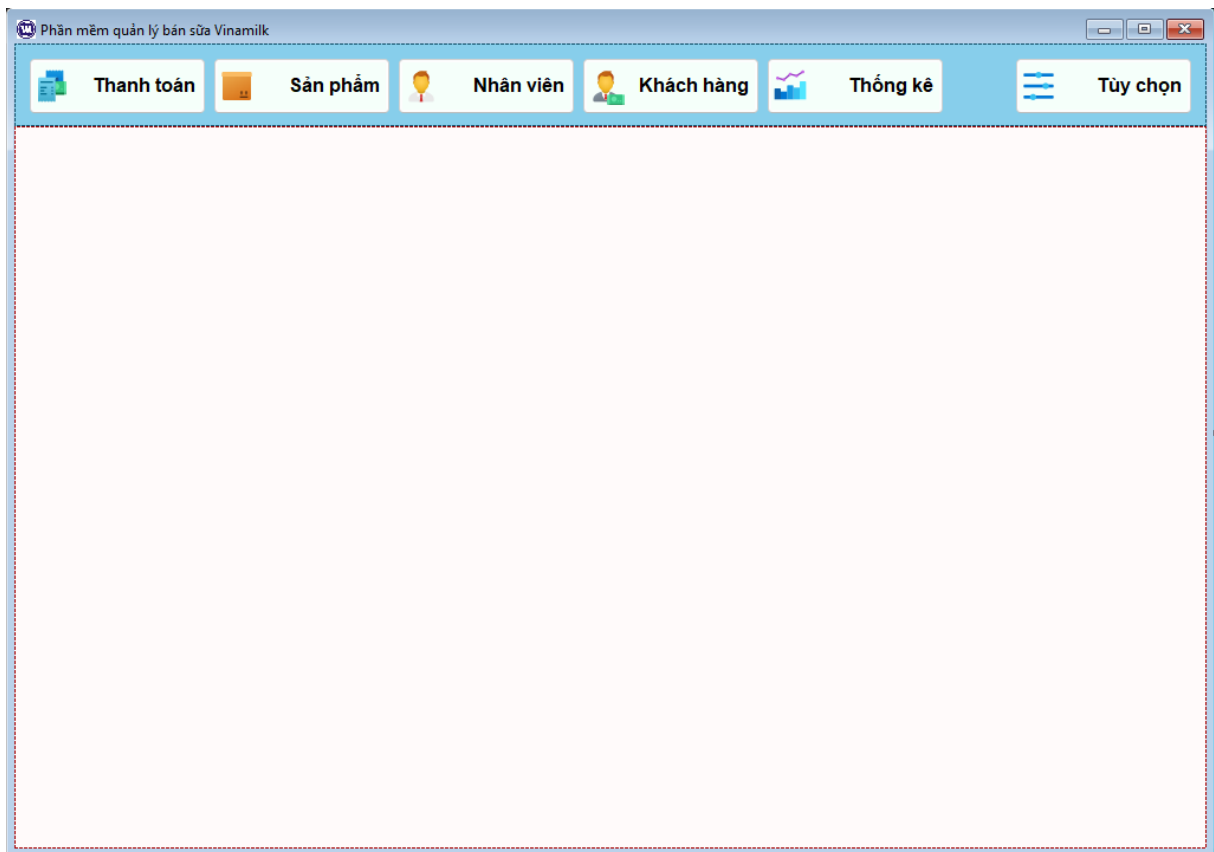 Phần mềm quản lý bán sữa Vinamilk
Thanh toán Sản phẩm Nhân viên Khách hàng Thống kê Tùy chọn